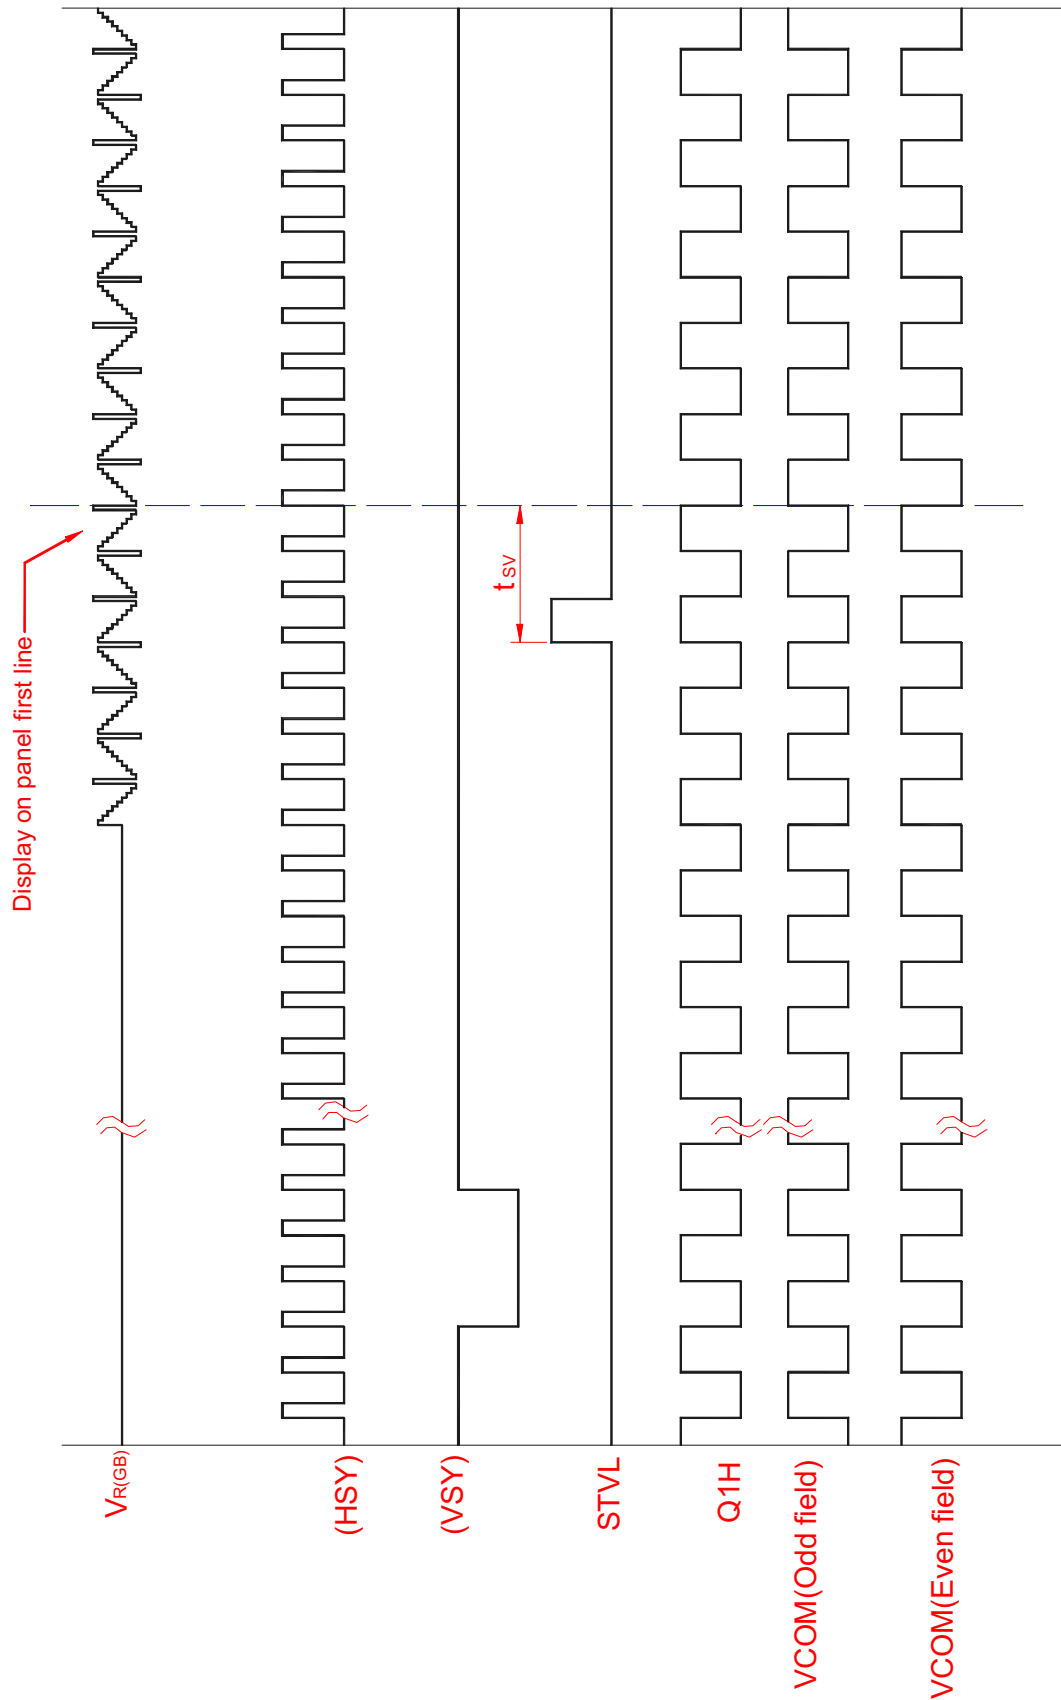 Display on panel first line
VR(GB)
(HSY)
(VSY)
tsv
STVL
Q1H
VCOM(Odd field)
VCOM(Even field)